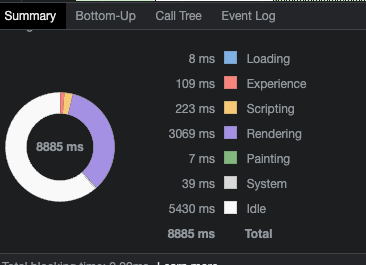 Summary Bottom-Up Call Tree Event Log
8 ms Loading
109 ms Experience
223 ms Scripting
3069 ms Rendering
8885 ms
7 ms Painting
39 ms System
5430 ms Idle
8885 ms Total
Total blocking time: Learn more